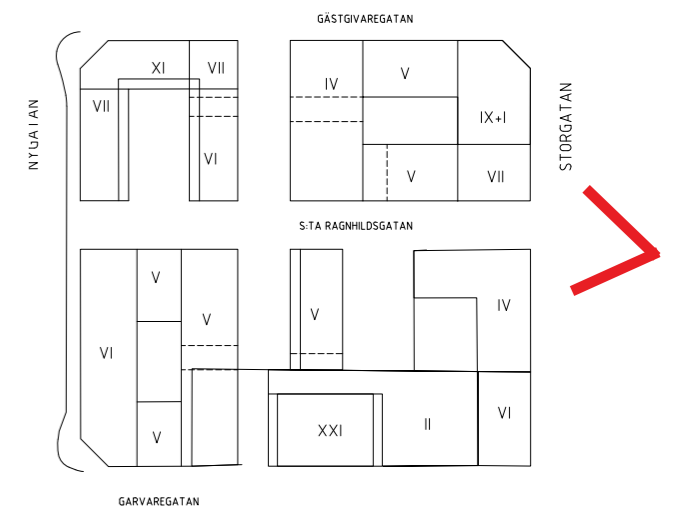 GÄSTGIVAREGATAN
XI VII
IV V
VII
IX+I
VI
V VII
NYGATAN
STORGATAN
S:TA RAGNHILDSGATAN
V
V V IV
VI
VI
II
XXI
V
GARVAREGATAN